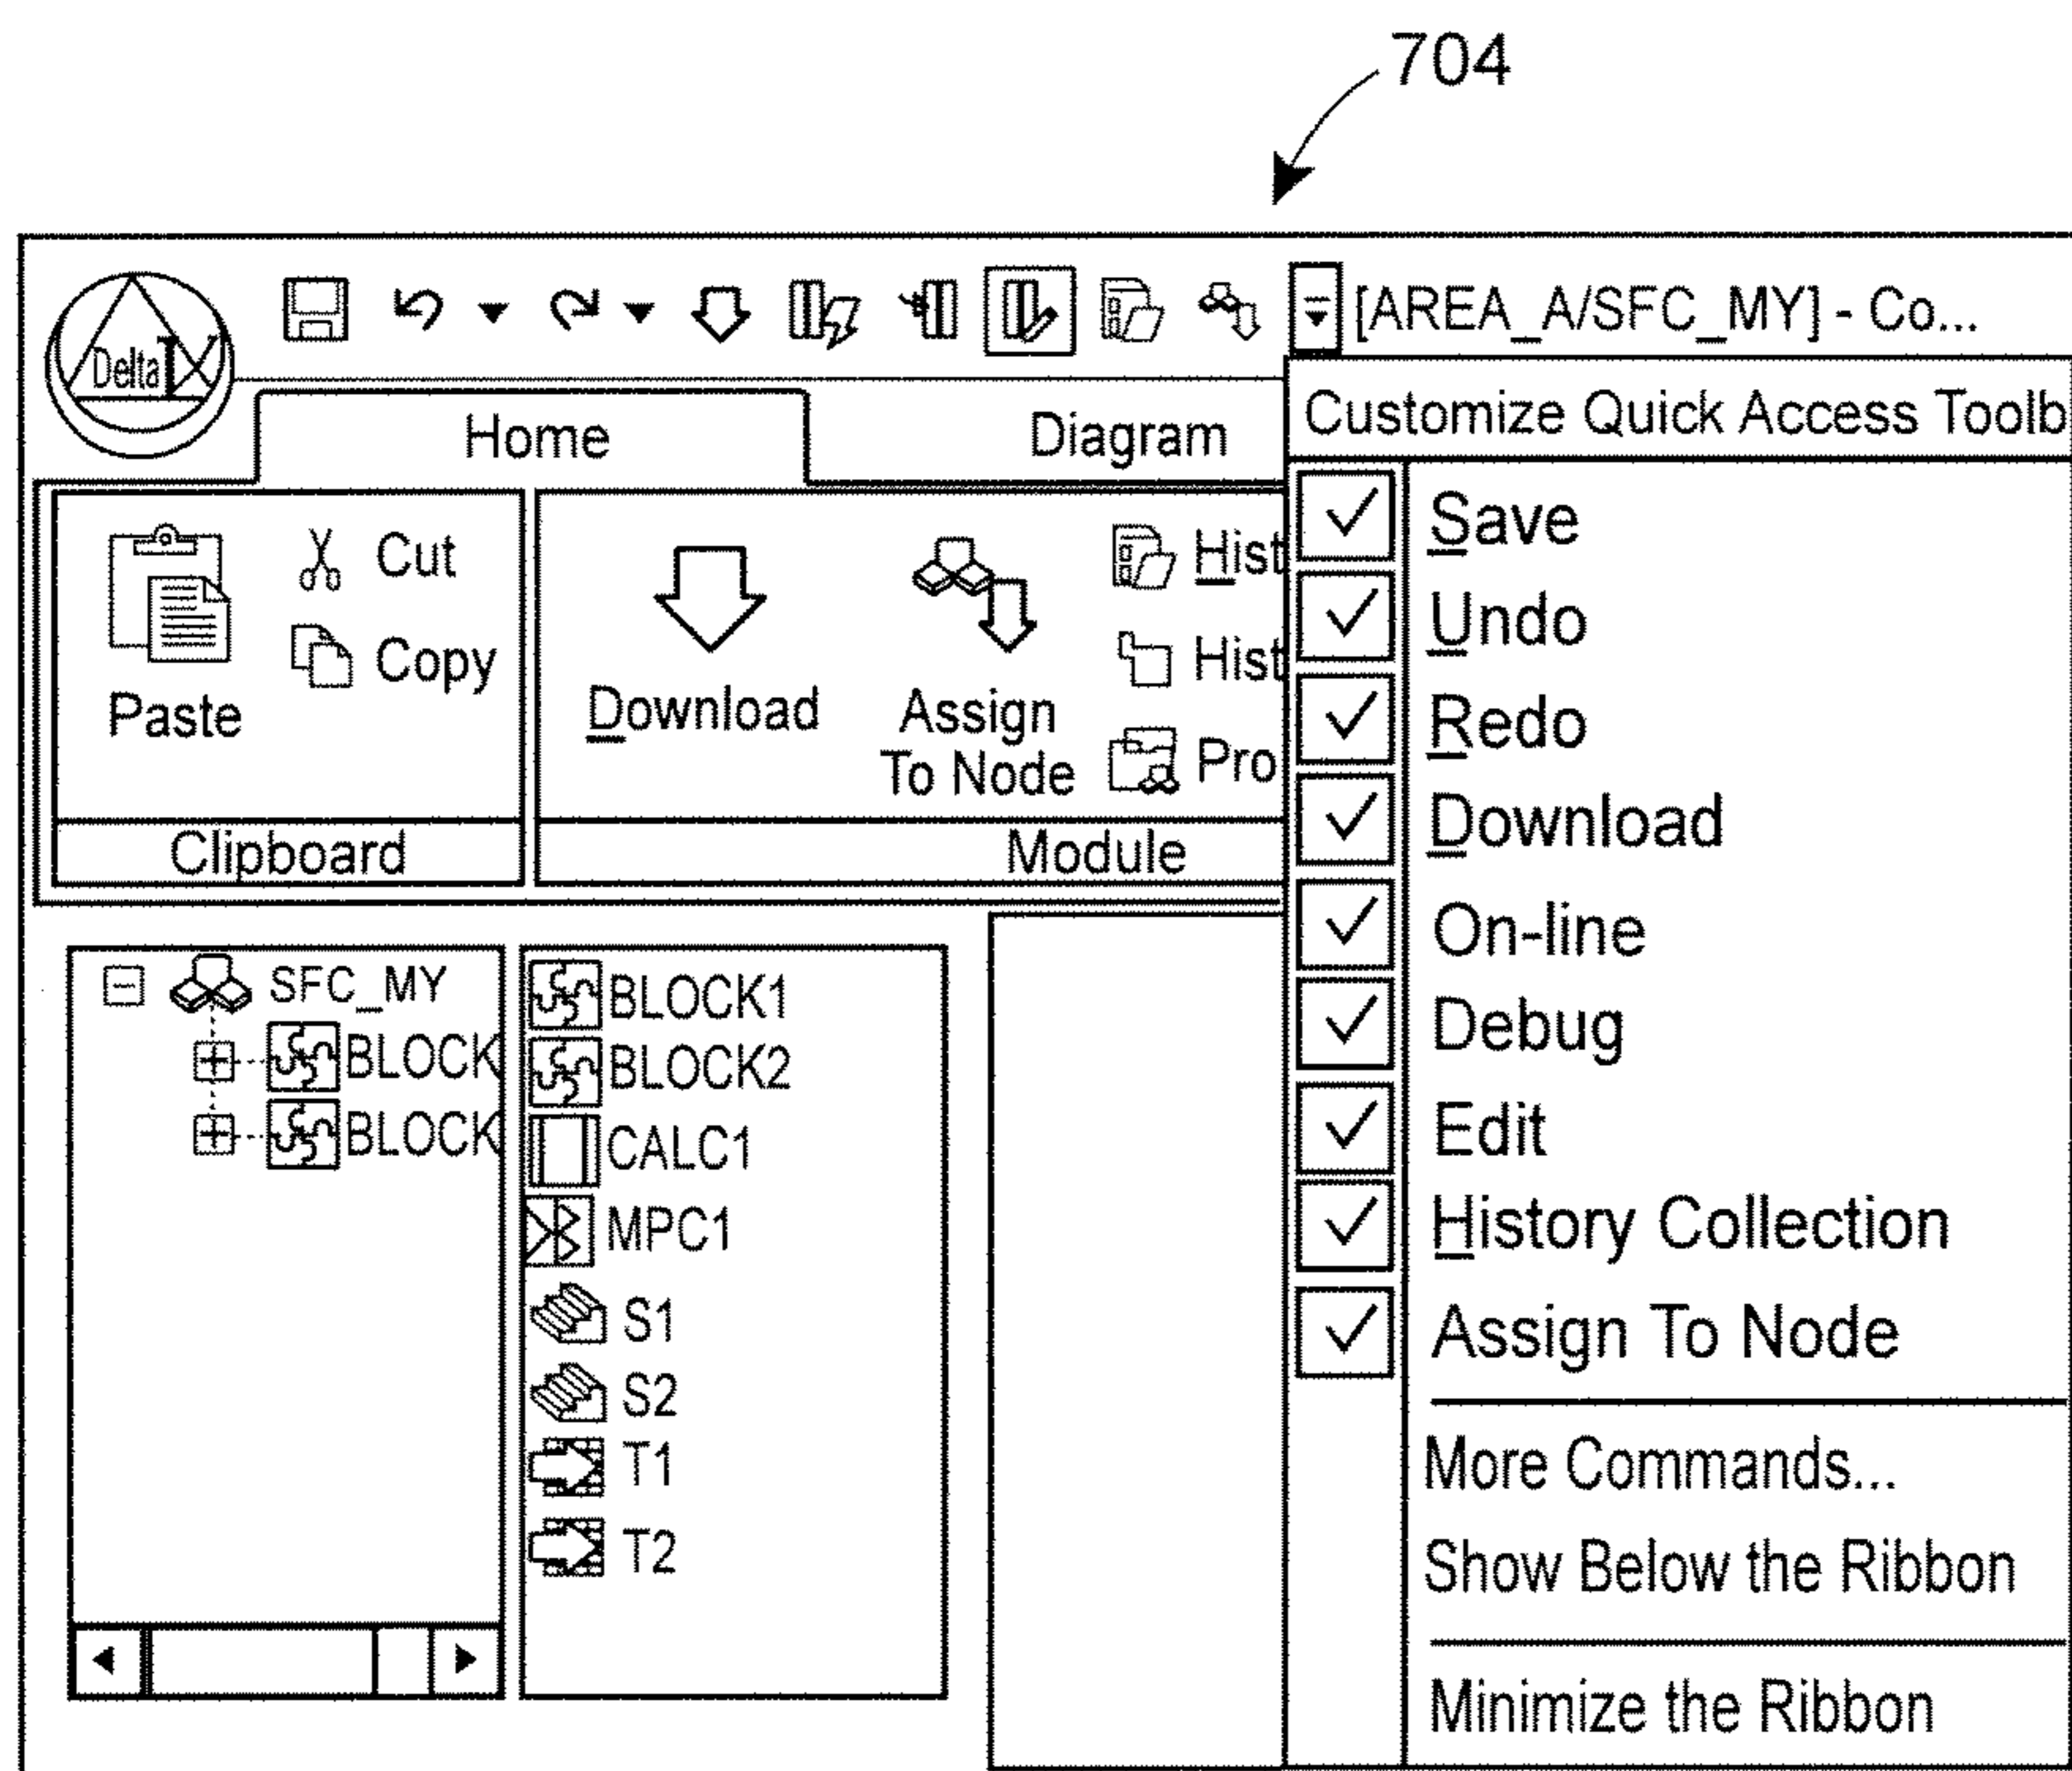 704
[AREA_A/SFC_MY] - Co...
Delta V
Customize Quick Access Toolb
Home
Diagram
Paste
Cut
Copy
Clipboard
Download
Assign
To Node
Hist
Hist
Pro
Module
Save
Undo
Redo
Download
On-line
Debug
Edit
History Collection
Assign To Node
More Commands...
Show Below the Ribbon
Minimize the Ribbon
SFC_MY
BLOCK
BLOCK
BLOCK1
BLOCK2
CALC1
MPC1
S1
S2
T1
T2